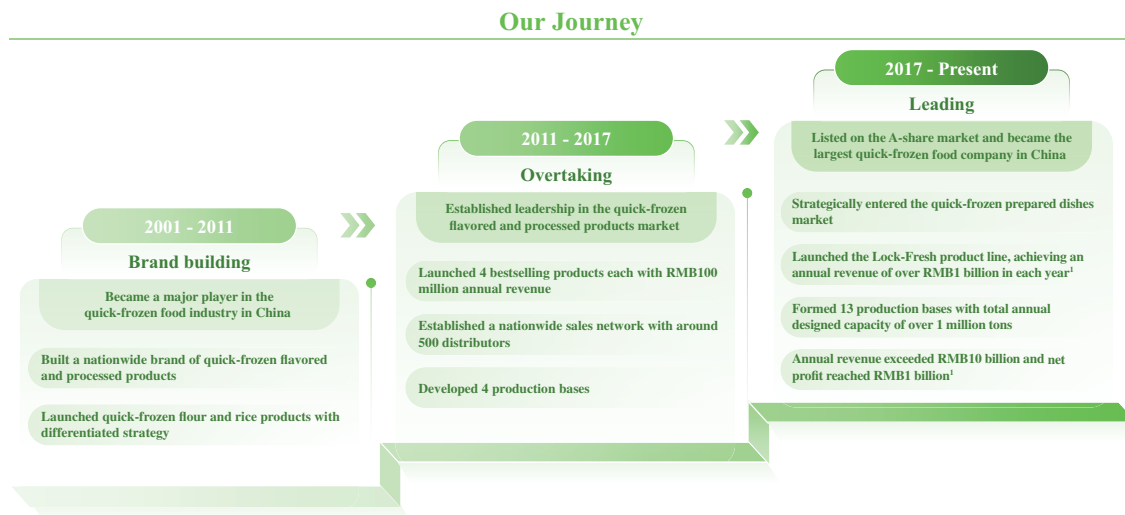 Our Journey
2001 - 2011
Brand building
Became a major player in the
quick-frozen food industry in China
Built a nationwide brand of quick-frozen flavored
and processed products
Launched quick-frozen flour and rice products with
differentiated strategy
2011 - 2017
Overtaking
Established leadership in the quick-frozen
flavored and processed products market
Launched 4 bestselling products each with RMB100
million annual revenue
Established a nationwide sales network with around
500 distributors
Developed 4 production bases
2017 - Present
Leading
Listed on the A-share market and became the
largest quick-frozen food company in China
Strategically entered the quick-frozen prepared dishes
market
Launched the Lock-Fresh product line, achieving an
annual revenue of over RMB1 billion in each year¹
Formed 13 production bases with total annual
designed capacity of over 1 million tons
Annual revenue exceeded RMB10 billion and net
profit reached RMB1 billion¹